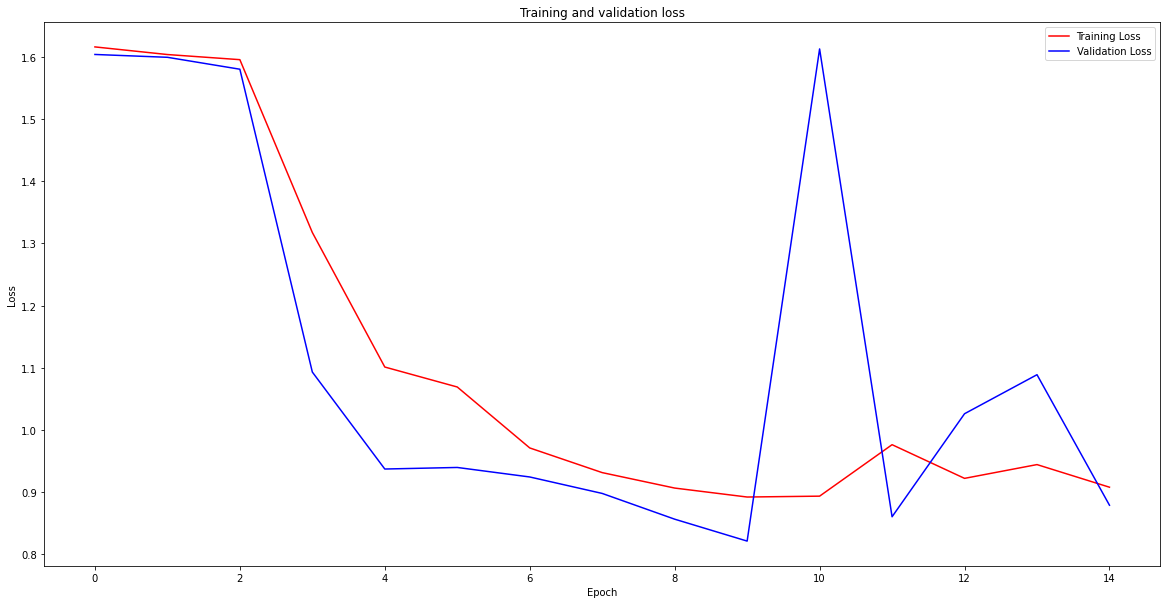 Training and validation loss
Training Loss
Validation Loss
1.6
1.5
1.4
1.3
1.2
1.1
1.0
0.9
0.8
Loss
0 2 4 6 8 10 12 14
Epoch